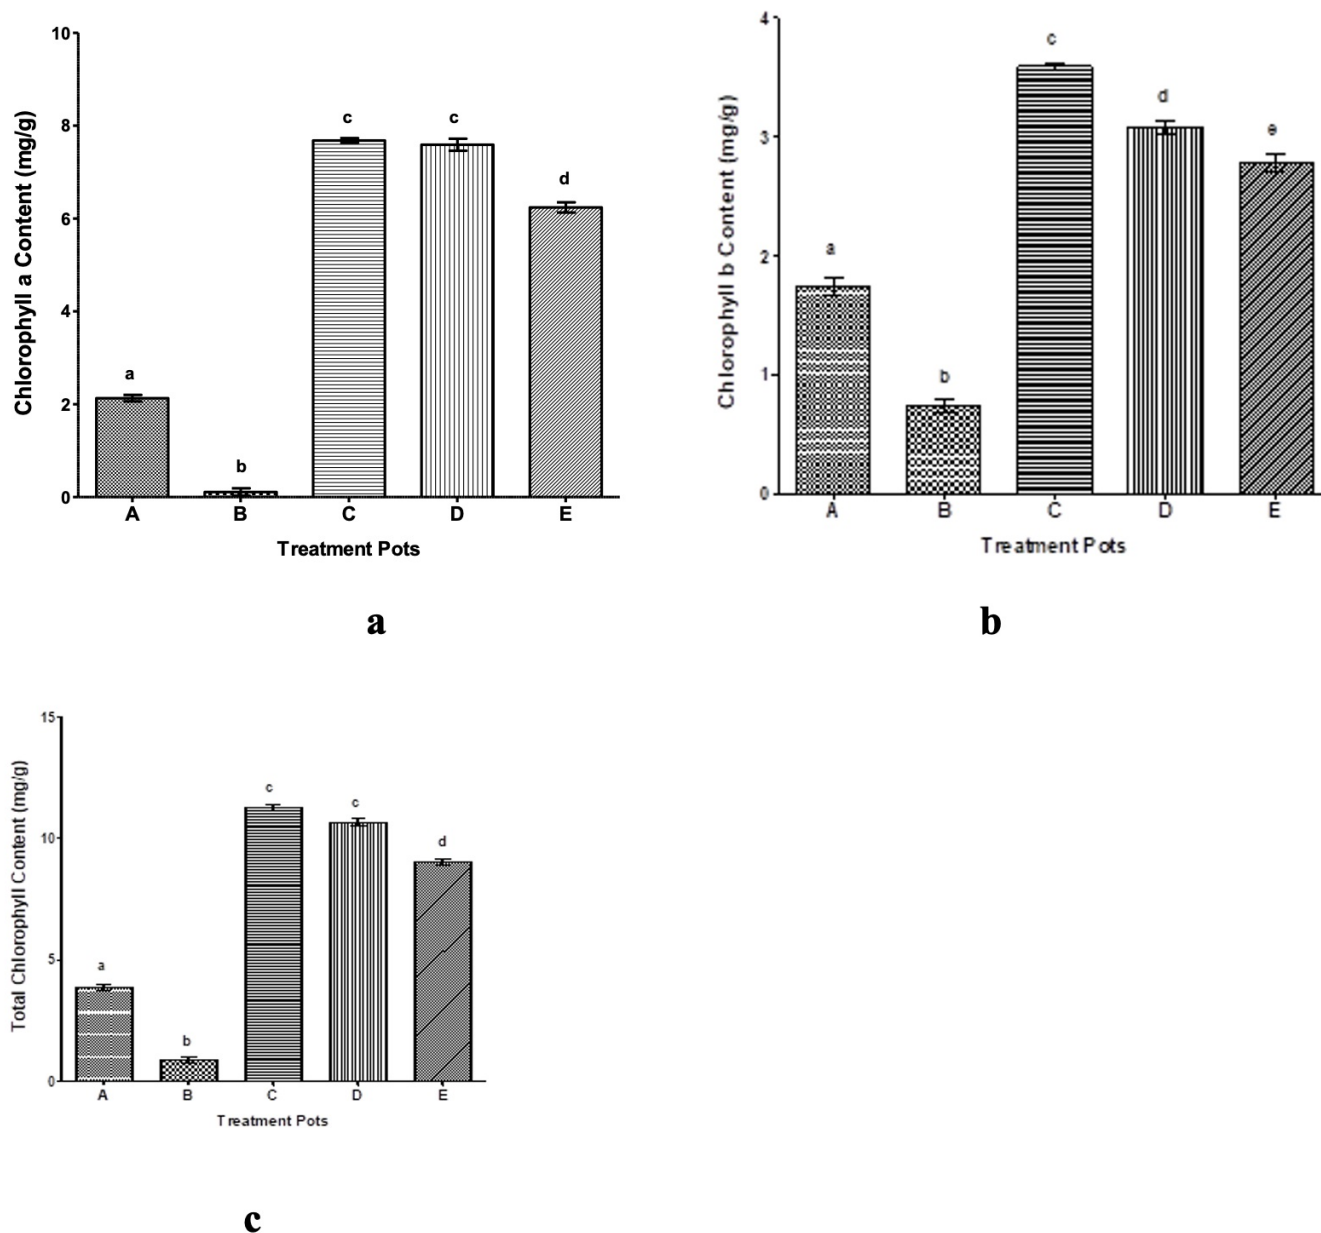 10
8
6
4
2
0
Chlorophyll a Content (mg/g)
a
b
c
c
d
A B C D E
Treatment Pots
a
4
3
2
1
0
Chlorophyll b Content (mg/g)
a
b
c
d
e
A B C D E
Treatment Pots
b
15
10
5
0
Total Chlorophyll Content (mg/g)
a
b
c
c
d
A B C D E
Treatment Pots
c